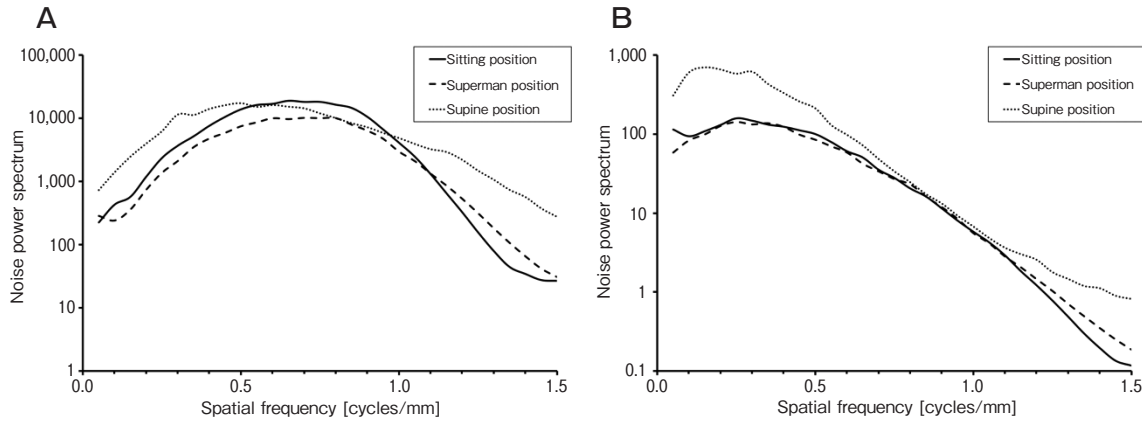 A
100,000
10,000
1,000
100
10
1
0.0
0.5
1.0
1.5
Noise power spectrum
Spatial frequency [cycles/mm]
Sitting position
Superman position
Supine position
B
1,000
100
10
1
0.1
0.0
0.5
1.0
1.5
Noise power spectrum
Spatial frequency [cycles/mm]
Sitting position
Superman position
Supine position